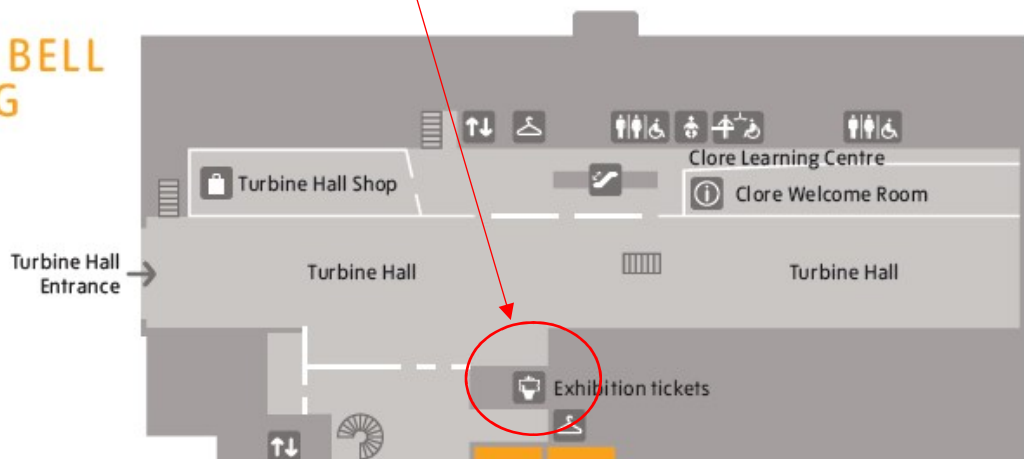 BELL
G
Clore Learning Centre
Turbine Hall Shop
Clore Welcome Room
Turbine Hall
Entrance
Turbine Hall
Turbine Hall
Exhibition tickets